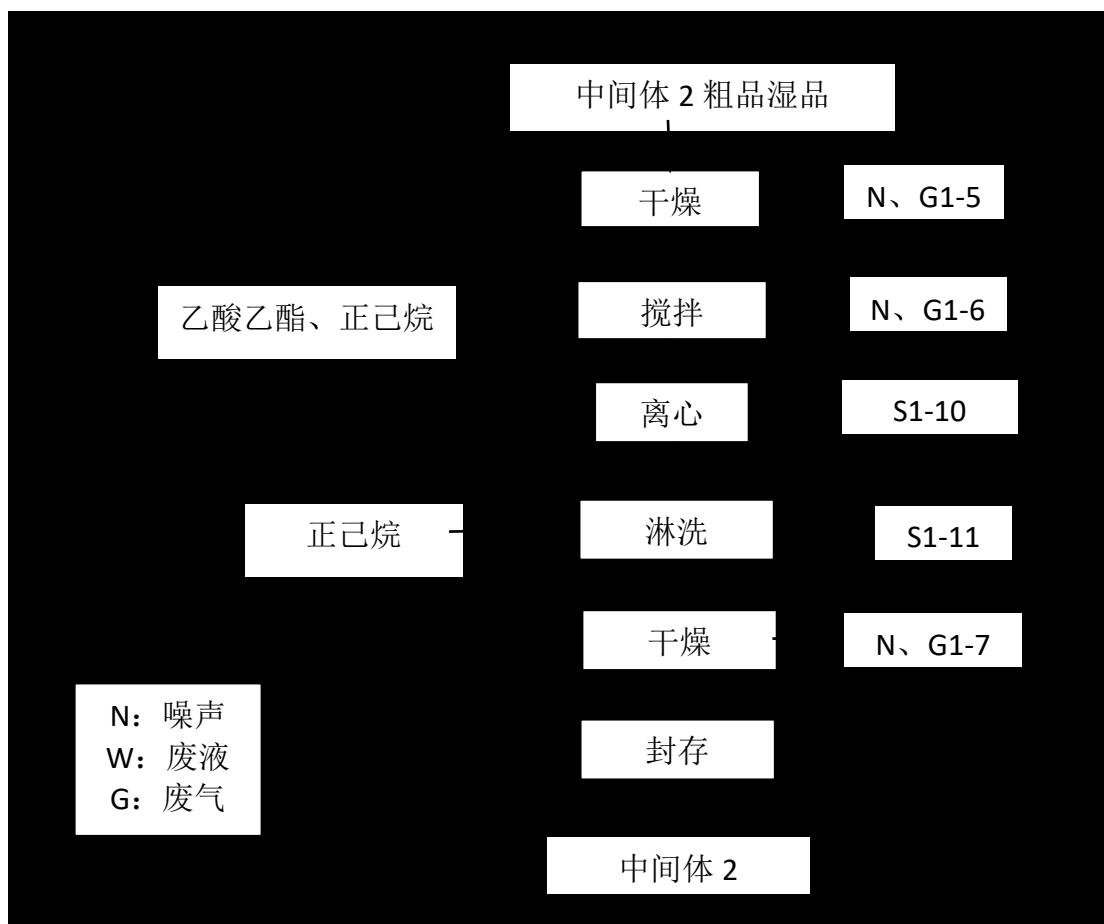 中间体 2 粗品湿品
干燥
N、G1-5
乙酸乙酯、正己烷
搅拌
N、G1-6
离心
S1-10
正己烷
淋洗
S1-11
干燥
N、G1-7
N：噪声
W：废液
G：废气
封存
中间体 2